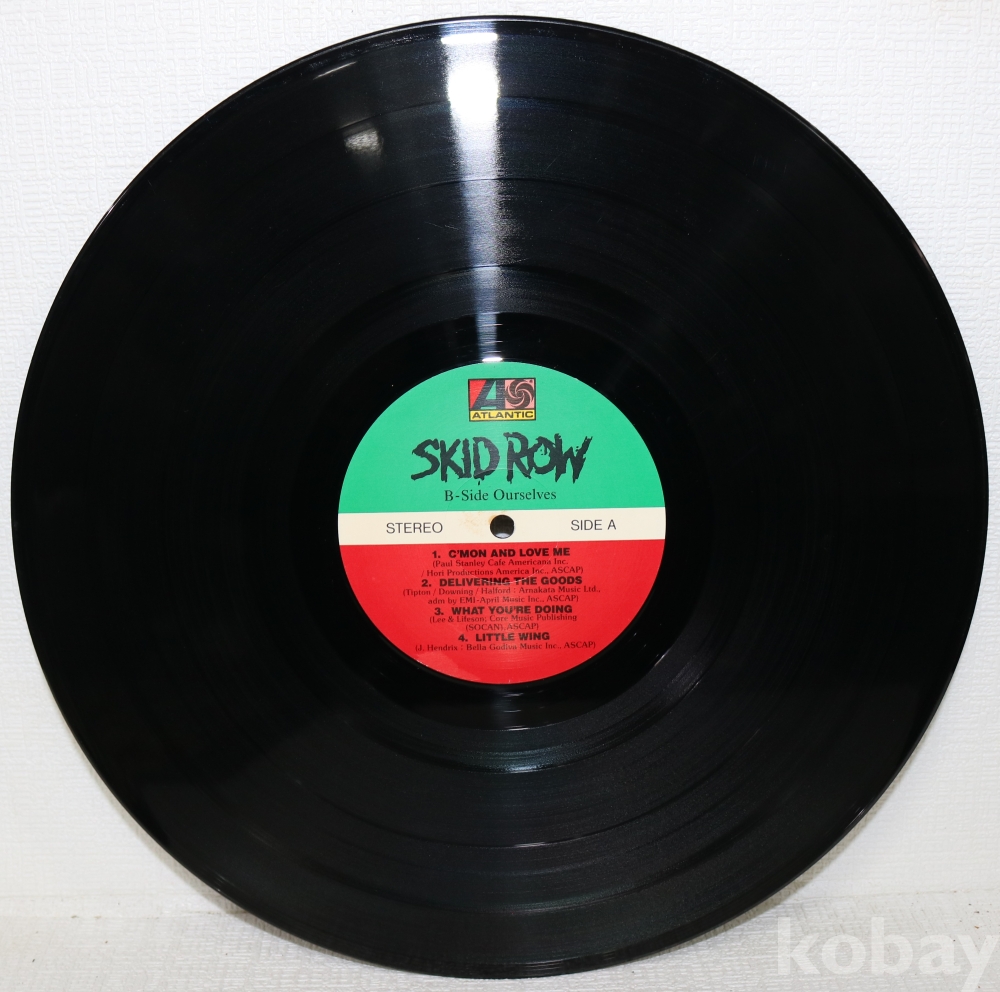 ATLANTIC
SKID ROW
B-Side Ourselves
STEREO SIDE A
1. C'MON AND LOVE ME
(Paul Stanley Cafe Americana Inc.
/ Hori Productions America Inc., ASCAP)
2. DELIVERING THE GOODS
(Tipton / Downing / Halford : Arnakata Music Ltd.,
adm by EMI-April Music Inc., ASCAP)
3. WHAT YOU'RE DOING
(Lee & Lifeson; Core Music Publishing
(SOCAN), ASCAP)
4. LITTLE WING
(J. Hendrix : Bella Godiva Music Inc., ASCAP)
kobay